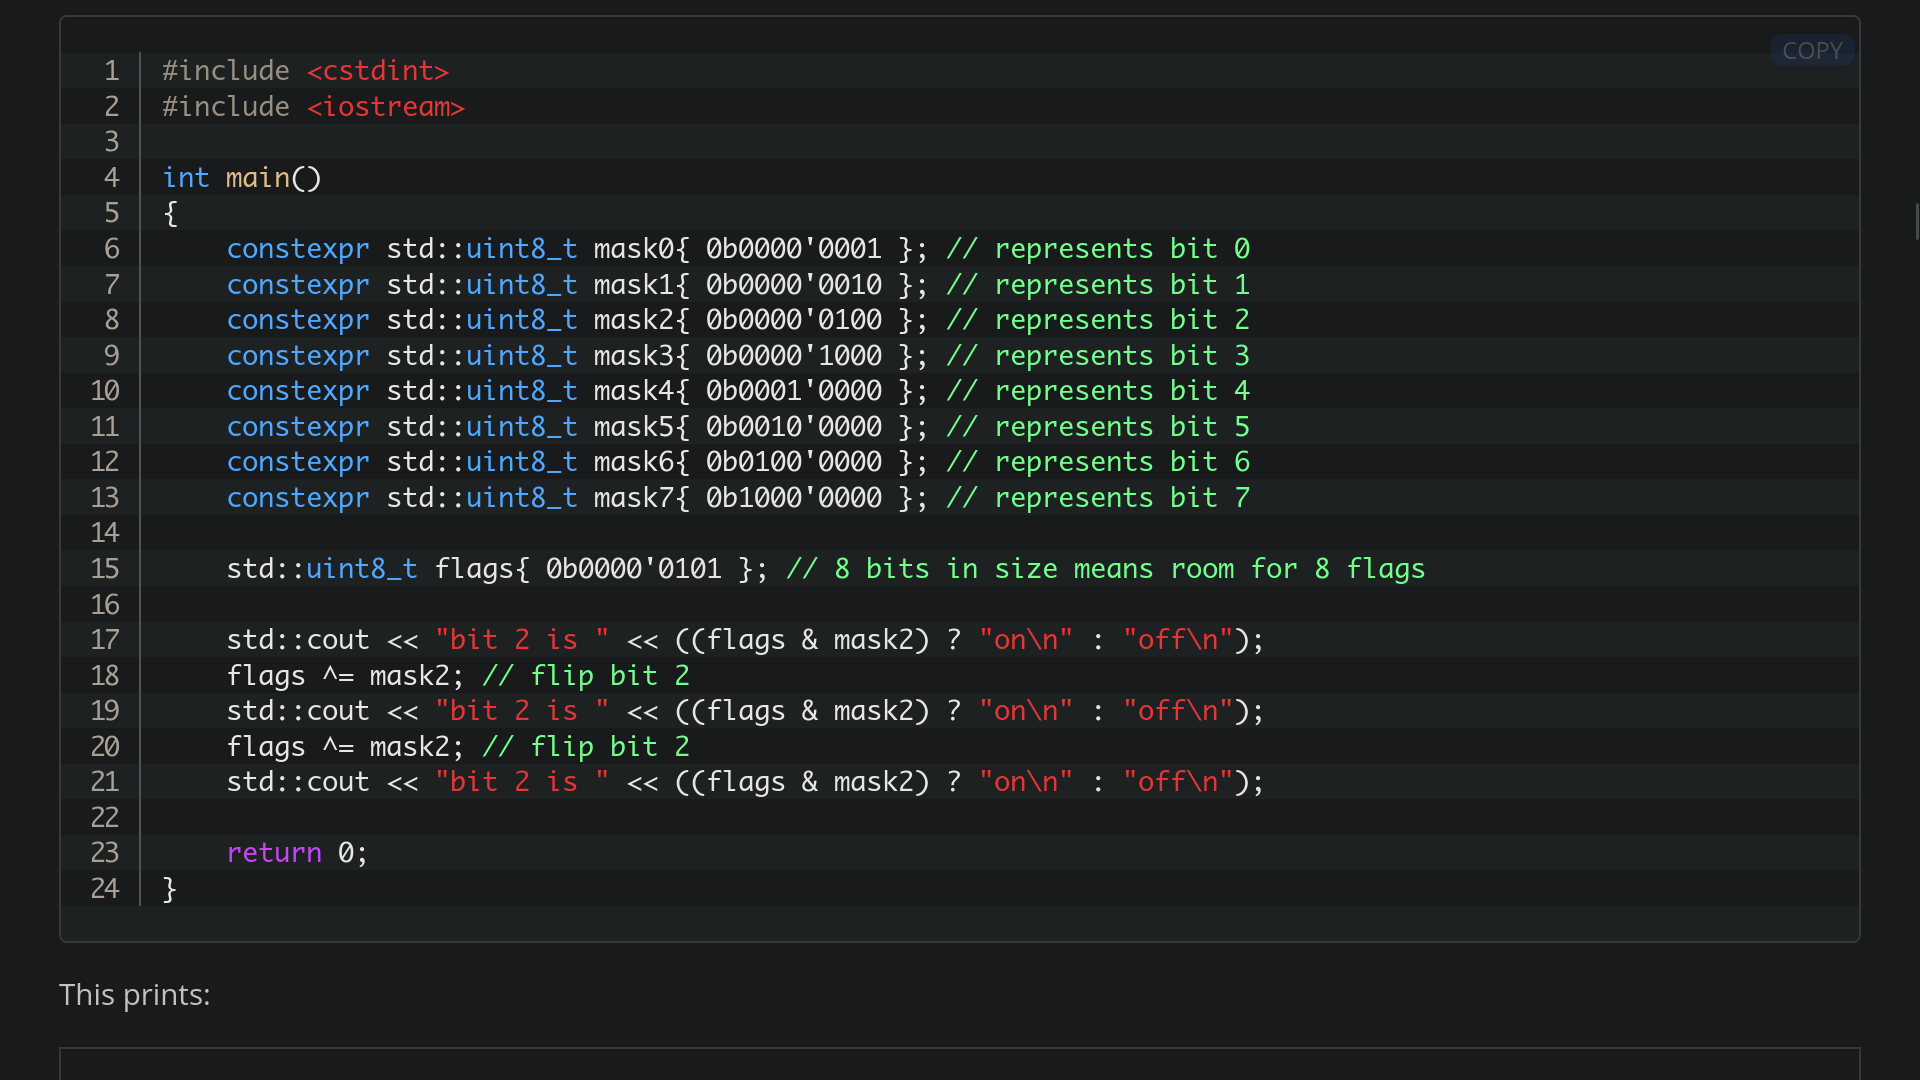 COPY
1 #include <cstdint>
2 #include <iostream>
3
4 int main()
5 {
6     constexpr std::uint8_t mask0{ 0b0000'0001 }; // represents bit 0
7     constexpr std::uint8_t mask1{ 0b0000'0010 }; // represents bit 1
8     constexpr std::uint8_t mask2{ 0b0000'0100 }; // represents bit 2
9     constexpr std::uint8_t mask3{ 0b0000'1000 }; // represents bit 3
10     constexpr std::uint8_t mask4{ 0b0001'0000 }; // represents bit 4
11     constexpr std::uint8_t mask5{ 0b0010'0000 }; // represents bit 5
12     constexpr std::uint8_t mask6{ 0b0100'0000 }; // represents bit 6
13     constexpr std::uint8_t mask7{ 0b1000'0000 }; // represents bit 7
14
15     std::uint8_t flags{ 0b0000'0101 }; // 8 bits in size means room for 8 flags
16
17     std::cout << "bit 2 is " << ((flags & mask2) ? "on\n" : "off\n");
18     flags ^= mask2; // flip bit 2
19     std::cout << "bit 2 is " << ((flags & mask2) ? "on\n" : "off\n");
20     flags ^= mask2; // flip bit 2
21     std::cout << "bit 2 is " << ((flags & mask2) ? "on\n" : "off\n");
22
23     return 0;
24 }
This prints: